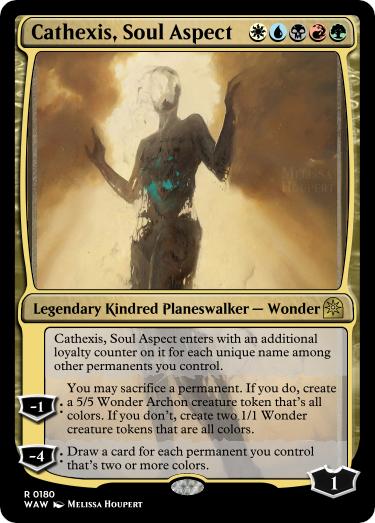 Cathexis, Soul Aspect
Melissa
Houpert
Legendary Kindred Planeswalker — Wonder
Cathexis, Soul Aspect enters with an additional
loyalty counter on it for each unique name among
other permanents you control.
-1: You may sacrifice a permanent. If you do, create
a 5/5 Wonder Archon creature token that's all
colors. If you don't, create two 1/1 Wonder
creature tokens that are all colors.
-4: Draw a card for each permanent you control
that's two or more colors.
1
R 0180
WAW Melissa Houpert